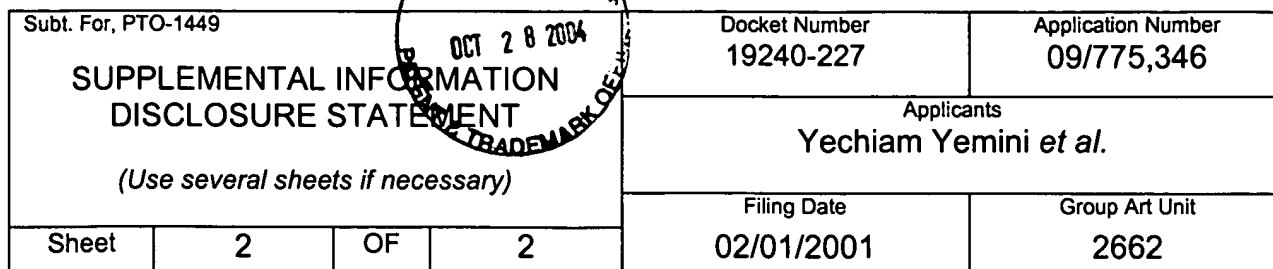 Subt. For, PTO-1449
SUPPLEMENTAL INFORMATION
DISCLOSURE STATEMENT
(Use several sheets if necessary)
Sheet 2 OF 2
OCT 28 2004
TRADEMARK
Docket Number
19240-227
Application Number
09/775,346
Applicants
Yechiam Yemini et al.
Filing Date
02/01/2001
Group Art Unit
2662